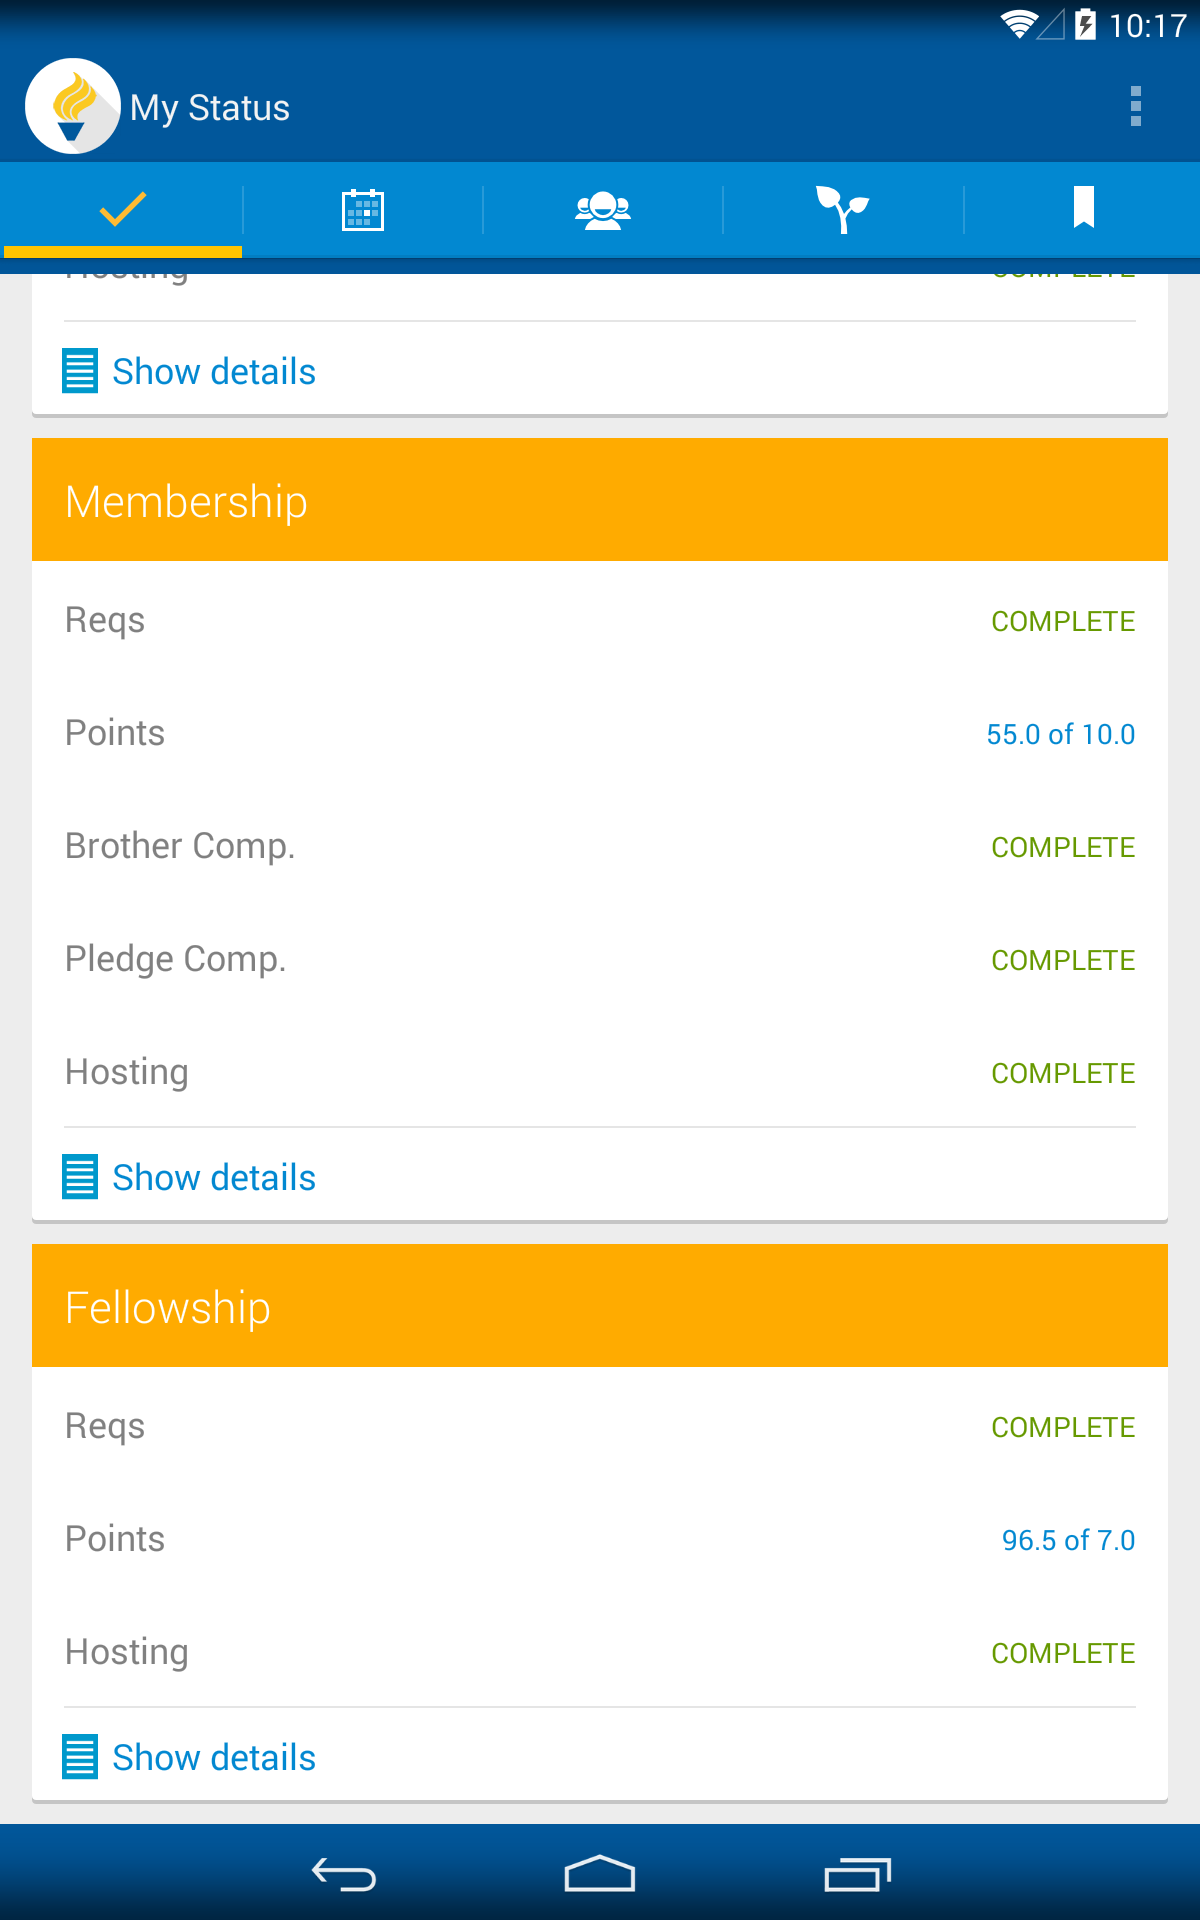 10:17
My Status
Hosting COMPLETE
Show details
Membership
Reqs COMPLETE
Points 55.0 of 10.0
Brother Comp. COMPLETE
Pledge Comp. COMPLETE
Hosting COMPLETE
Show details
Fellowship
Reqs COMPLETE
Points 96.5 of 7.0
Hosting COMPLETE
Show details